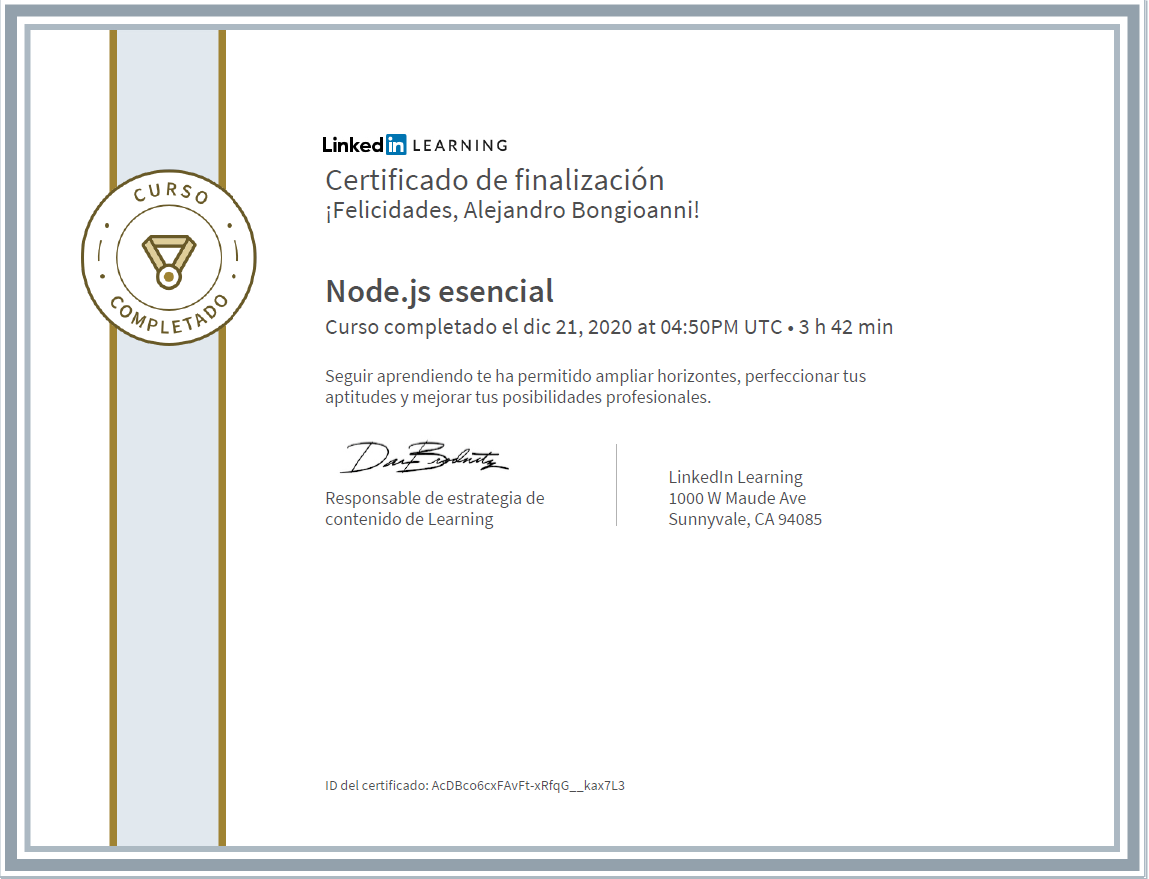 CURSO
COMPLETADO
Linkedin LEARNING
Certificado de finalización
¡Felicidades, Alejandro Bongioanni!
Node.js esencial
Curso completado el dic 21, 2020 at 04:50PM UTC • 3 h 42 min
Seguir aprendiendo te ha permitido ampliar horizontes, perfeccionar tus
aptitudes y mejorar tus posibilidades profesionales.
Responsable de estrategia de
contenido de Learning
LinkedIn Learning
1000 W Maude Ave
Sunnyvale, CA 94085
ID del certificado: AcDBco6cxFAvFt-xRfqG__kax7L3